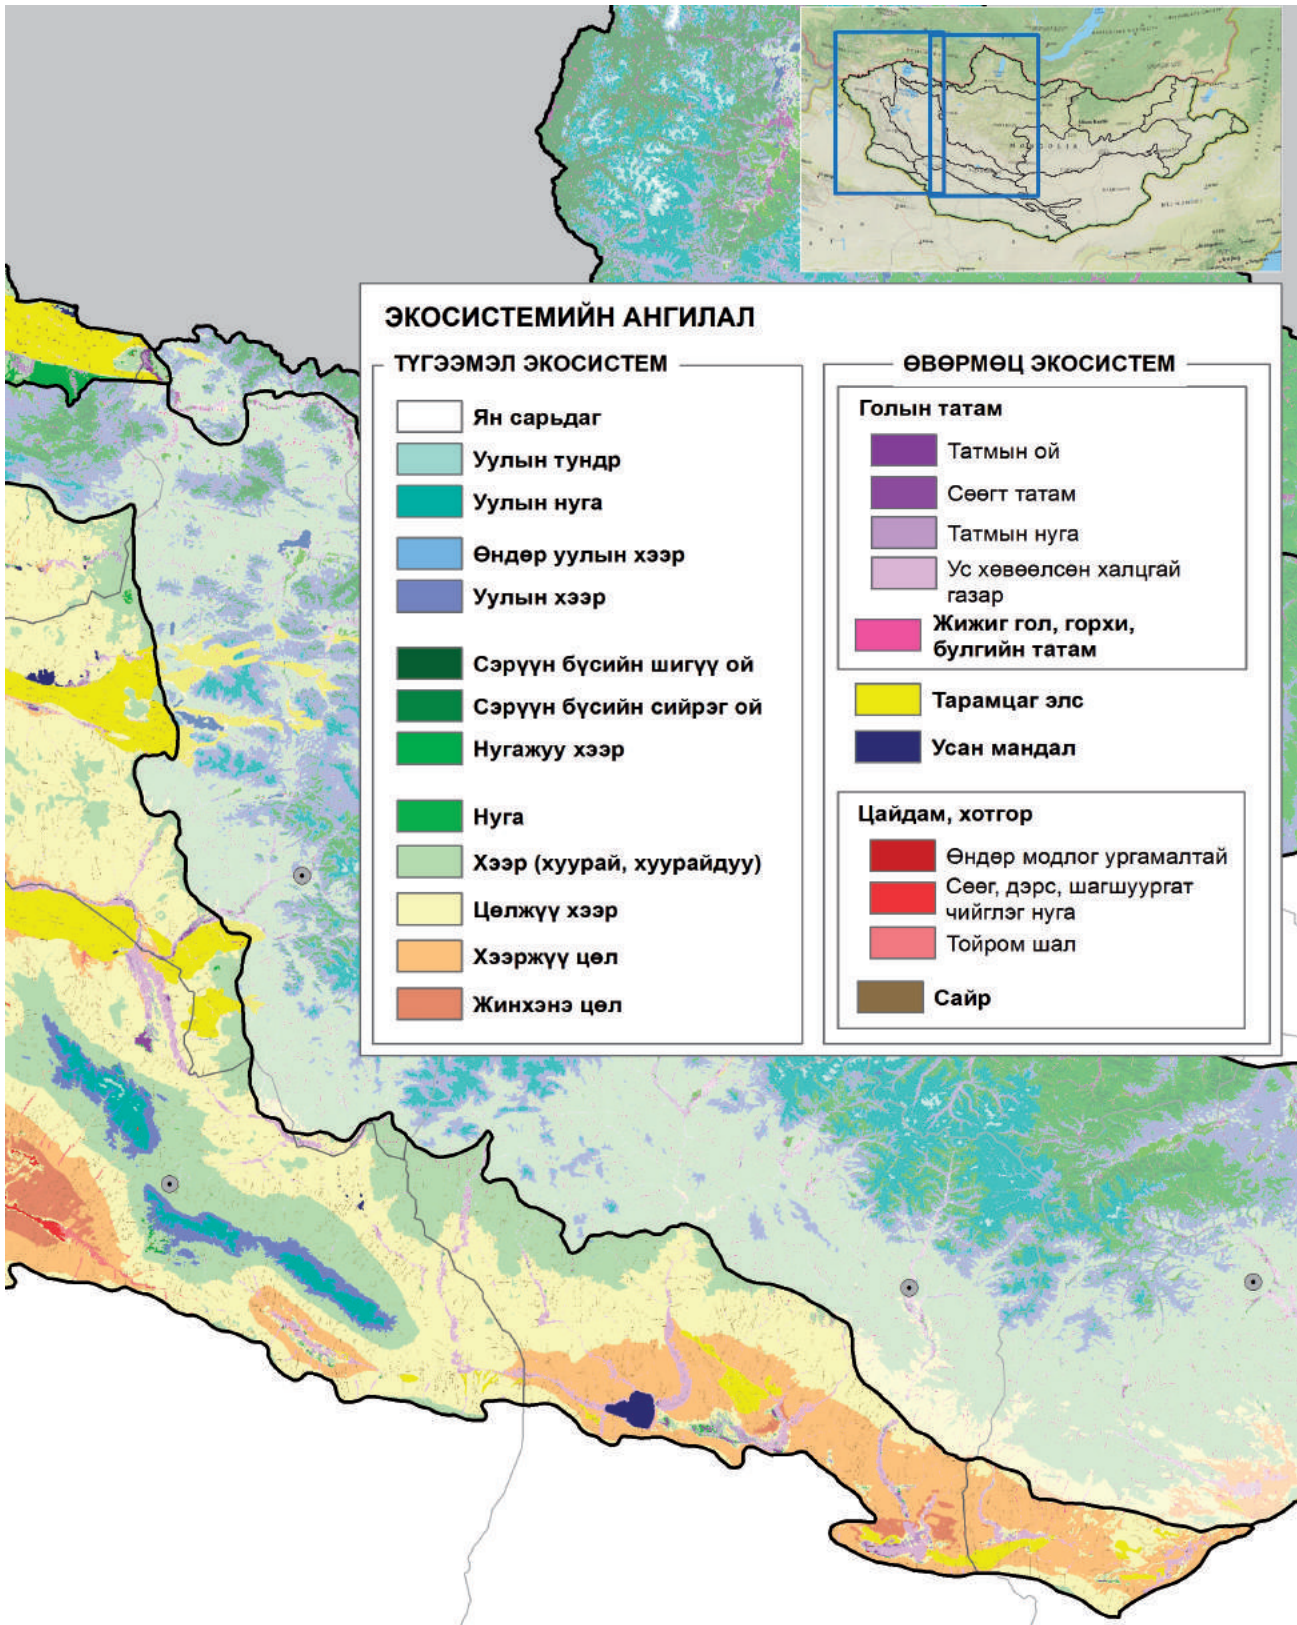 MONGOLIA
ЭКОСИСТЕМИЙН АНГИЛАЛ
ТҮГЭЭМЭЛ ЭКОСИСТЕМ
Ян сарьдаг
Уулын тундр
Уулын нуга
Өндөр уулын хээр
Уулын хээр
Сэрүүн бүсийн шигүү ой
Сэрүүн бүсийн сийрэг ой
Нугажуу хээр
Нуга
Хээр (хуурай, хуурайдуу)
Цөлжүү хээр
Хээржүү цөл
Жинхэнэ цөл
ӨВӨРМӨЦ ЭКОСИСТЕМ
Голын татам
Татмын ой
Сөөгт татам
Татмын нуга
Ус хөвөөлсөн халцгай
газар
Жижиг гол, горхи,
булгийн татам
Тарамцаг элс
Усан мандал
Цайдам, хотгор
Өндөр модлог ургамалтай
Сөөг, дэрс, шагшуургат
чийглэг нуга
Тойром шал
Сайр